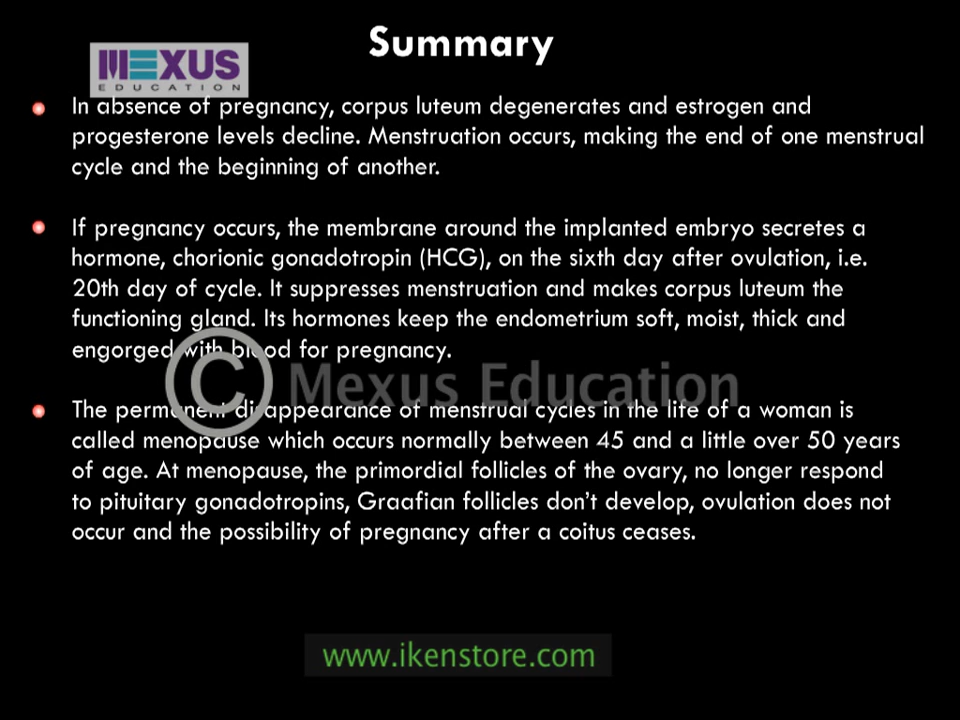 Summary
MEXUS
EDUCATION
In absence of pregnancy, corpus luteum degenerates and estrogen and
progesterone levels decline. Menstruation occurs, making the end of one menstrual
cycle and the beginning of another.
If pregnancy occurs, the membrane around the implanted embryo secretes a
hormone, chorionic gonadotropin (HCG), on the sixth day after ovulation, i.e.
20th day of cycle. It suppresses menstruation and makes corpus luteum the
functioning gland. Its hormones keep the endometrium soft, moist, thick and
engorged with blood for pregnancy.
© Mexus Education
The permanent disappearance of menstrual cycles in the life of a woman is
called menopause which occurs normally between 45 and a little over 50 years
of age. At menopause, the primordial follicles of the ovary, no longer respond
to pituitary gonadotropins, Graafian follicles don't develop, ovulation does not
occur and the possibility of pregnancy after a coitus ceases.
www.ikenstore.com